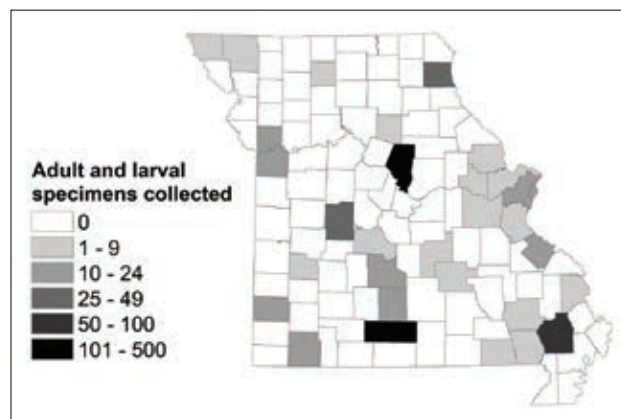 Adult and larval
specimens collected
0
1 - 9
10 - 24
25 - 49
50 - 100
101 - 500